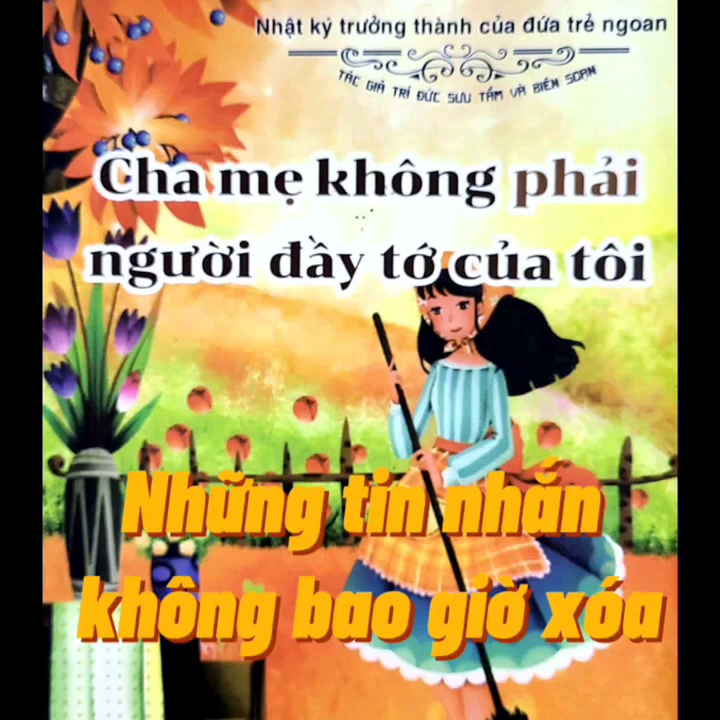 Nhật ký trưởng thành của đứa trẻ ngoan
TÁC GIẢ TRÍ ĐỨC SƯU TẦM VÀ BIÊN SOẠN
Cha mẹ không phải
người đầy tớ của tôi
Những tin nhắn
không bao giờ xóa